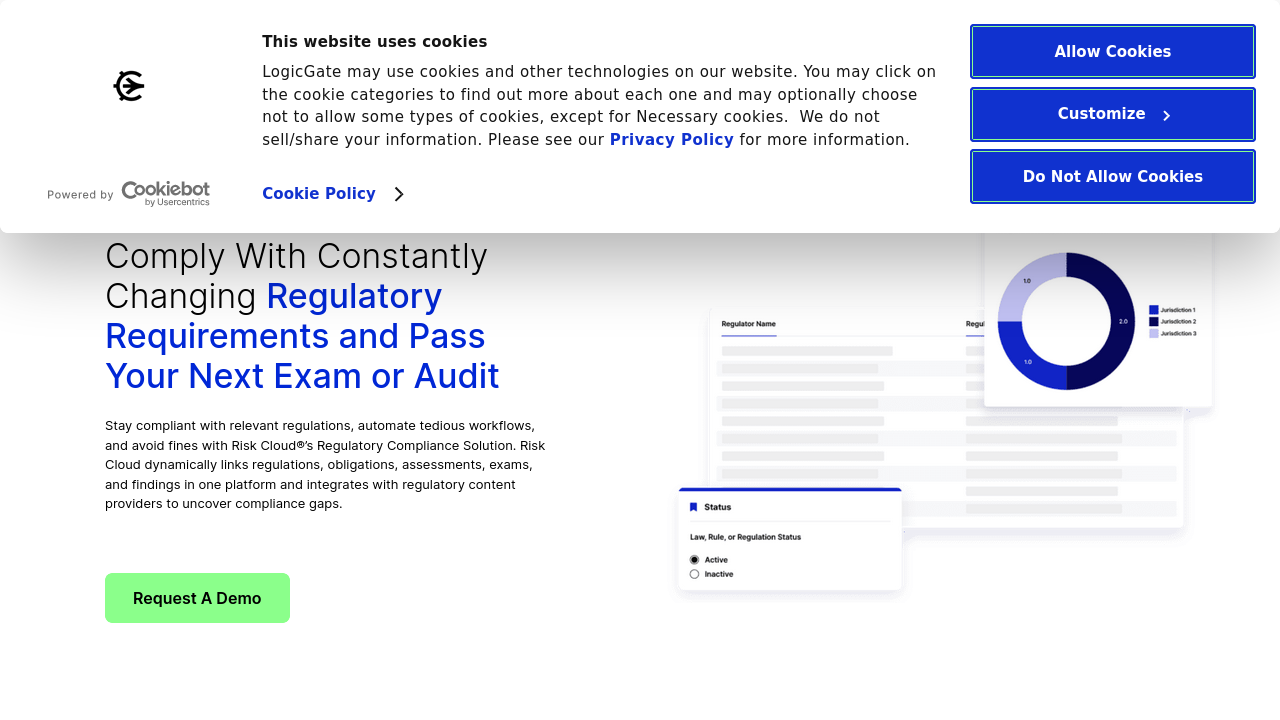 This website uses cookies
LogicGate may use cookies and other technologies on our website. You may click on
the cookie categories to find out more about each one and may optionally choose
not to allow some types of cookies, except for Necessary cookies.  We do not
sell/share your information. Please see our Privacy Policy for more information.
Cookie Policy
Powered by Cookiebot
by Usercentrics
Allow Cookies
Customize
Do Not Allow Cookies
Comply With Constantly
Changing Regulatory
Requirements and Pass
Your Next Exam or Audit
Stay compliant with relevant regulations, automate tedious workflows,
and avoid fines with Risk Cloud®’s Regulatory Compliance Solution. Risk
Cloud dynamically links regulations, obligations, assessments, exams,
and findings in one platform and integrates with regulatory content
providers to uncover compliance gaps.
Request A Demo
Regulator Name
Regul
1.0
2.0
1.0
Jurisdiction 1
Jurisdiction 2
Jurisdiction 3
Status
Law, Rule, or Regulation Status
Active
Inactive